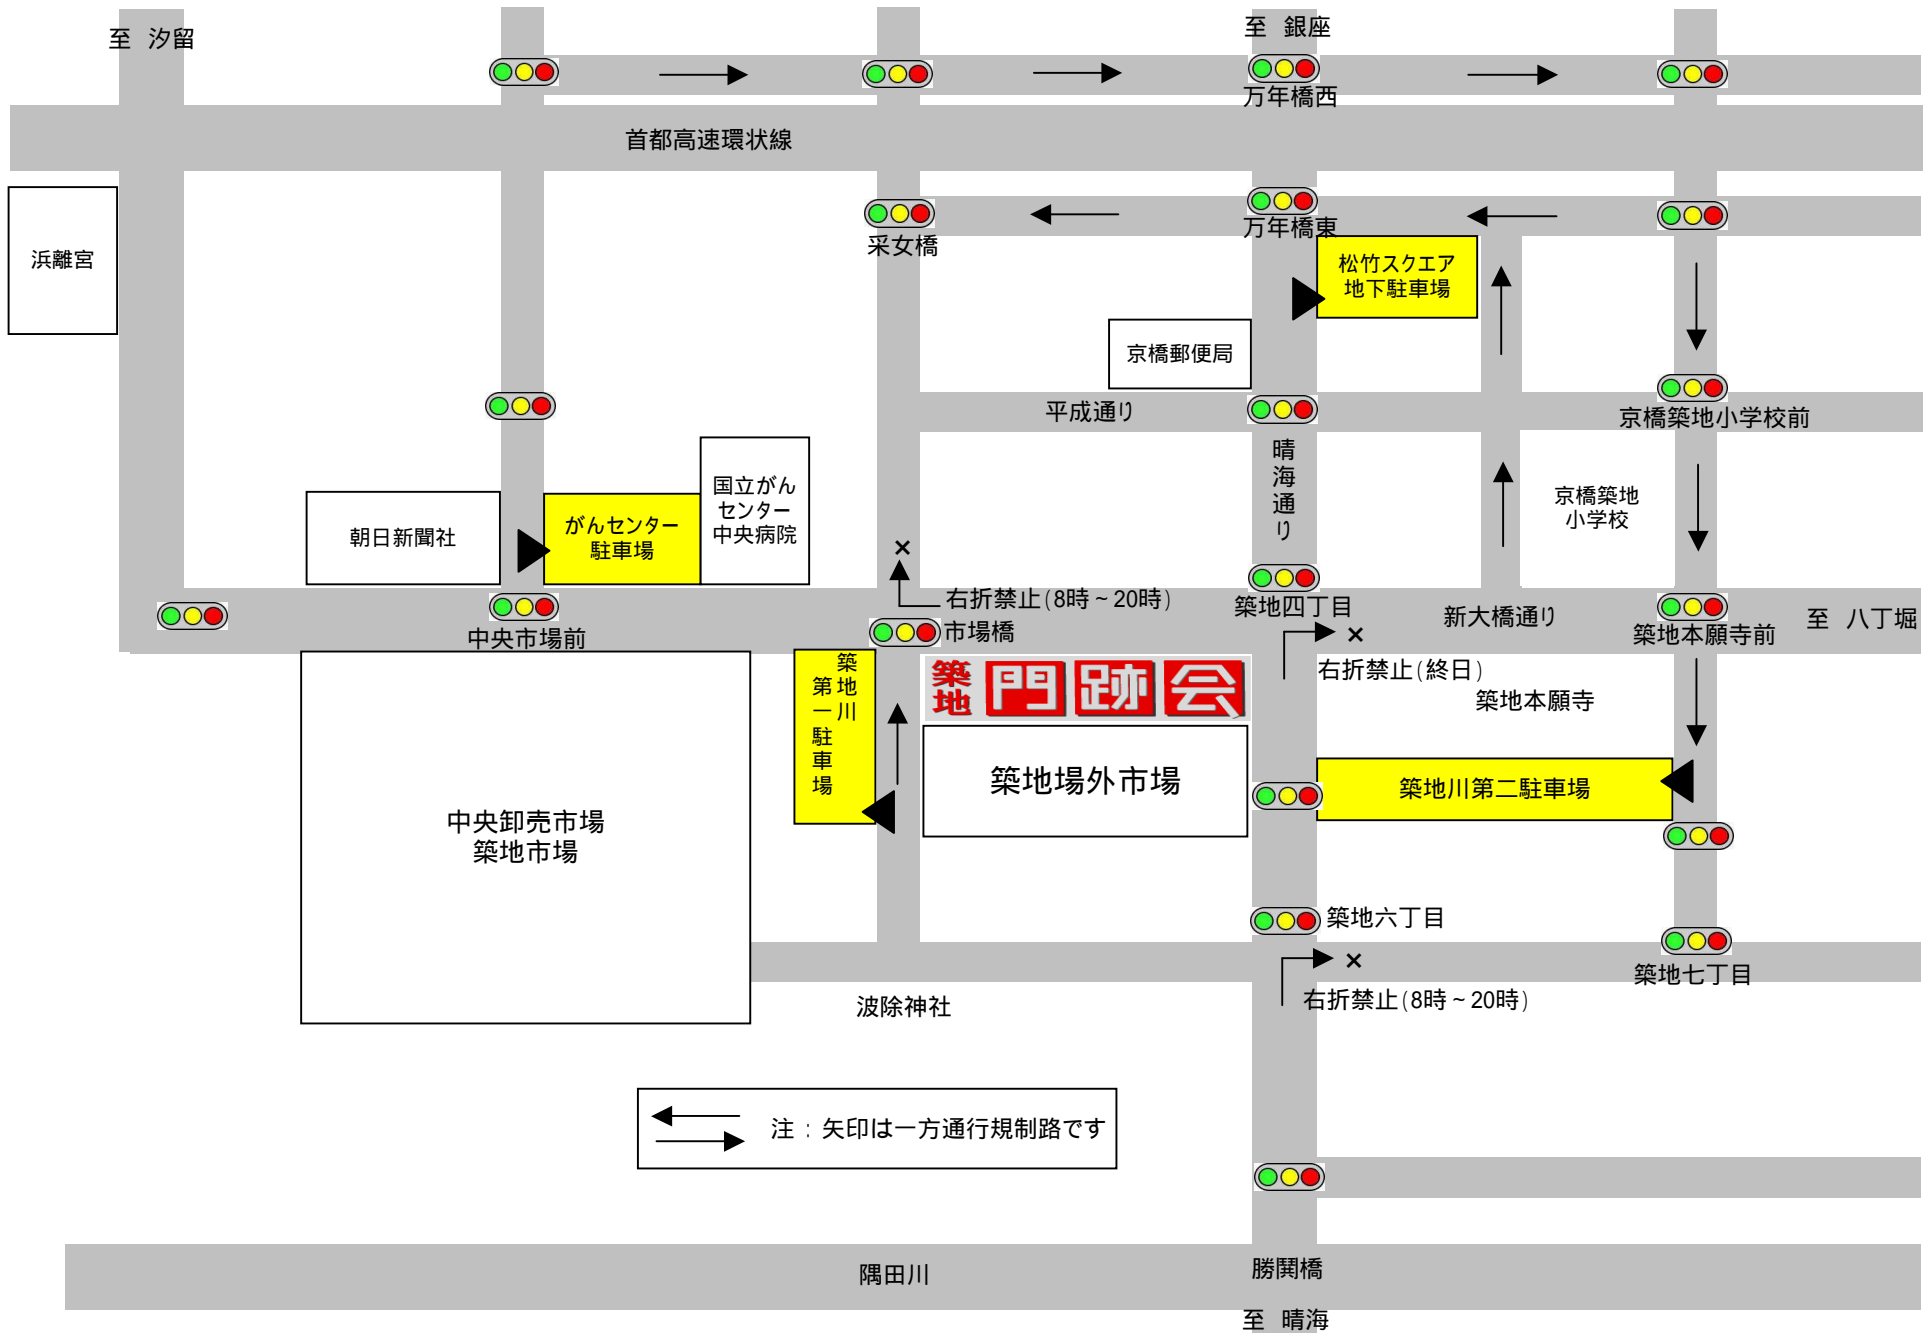 至 汐留
至 銀座
万年橋西
首都高速環状線
浜離宮
采女橋
万年橋東
松竹スクエア
地下駐車場
京橋郵便局
平成通り
京橋築地小学校前
晴海通り
国立がん
センター
中央病院
がんセンター
駐車場
朝日新聞社
京橋築地
小学校
×
右折禁止(8時~20時)
築地四丁目
新大橋通り
至 八丁堀
中央市場前
市場橋
×
築地本願寺前
右折禁止(終日)
築地本願寺
築地川
第一駐車場
築地 門跡会
築地場外市場
築地川第二駐車場
中央卸売市場
築地市場
築地六丁目
×
築地七丁目
右折禁止(8時~20時)
波除神社
注:矢印は一方通行規制路です
隅田川
勝鬨橋
至 晴海